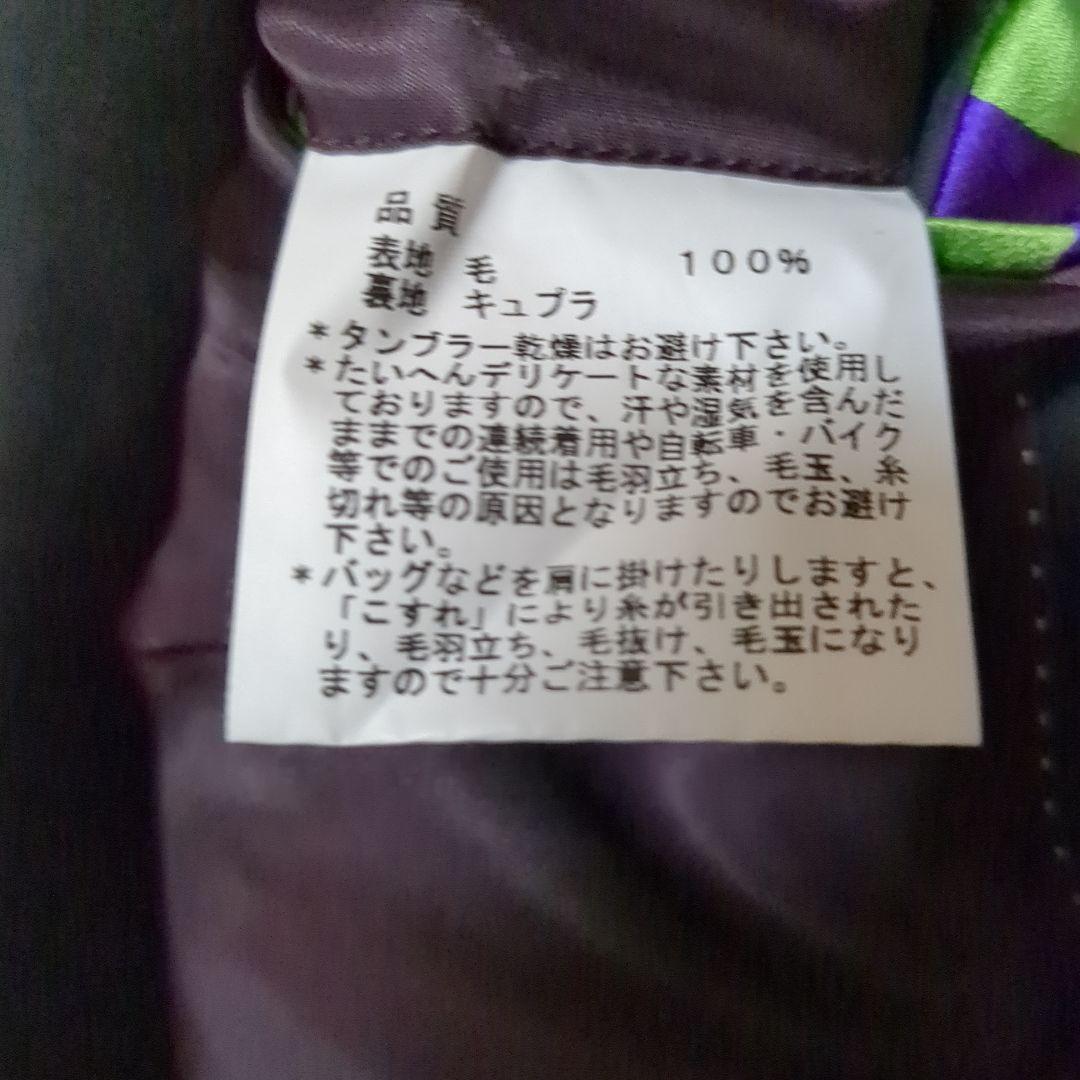 品質
表地 毛 100%
裏地 キュプラ
*タンブラー乾燥はお避け下さい。
*たいへんデリケートな素材を使用し
ておりますので、汗や湿気を含んだ
ままでの連続着用や自転車・バイク
等でのご使用は毛羽立ち、毛玉、糸
切れ等の原因となりますのでお避け
下さい。
*バッグなどを肩に掛けたりしますと、
「こすれ」により糸が引き出された
り、毛羽立ち、毛抜け、毛玉になり
ますので十分ご注意下さい。